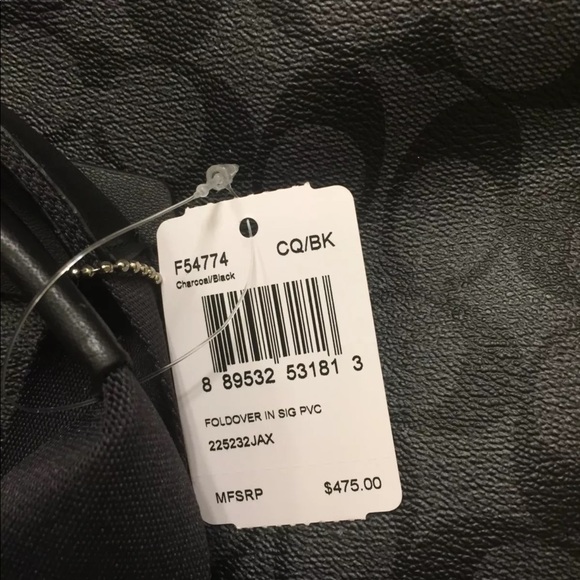 F54774 CQ/BK
Charcoal/Black
8 89532 53181 3
FOLDOVER IN SIG PVC
225232JAX
MFSRP $475.00